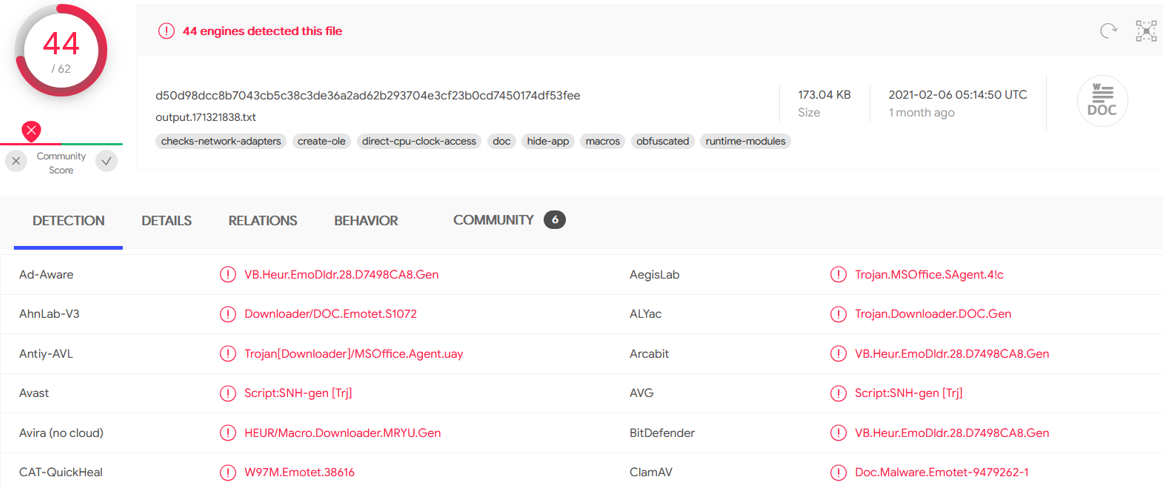 44
/ 62
Community
Score
44 engines detected this file
d50d98dcc8b7043cb5c38c3de36a2ad62b293704e3cf23b0cd7450174df53fee
output.171321838.txt
checks-network-adapters create-ole direct-cpu-clock-access doc hide-app macros obfuscated runtime-modules
173.04 KB
Size
2021-02-06 05:14:50 UTC
1 month ago
W
DOC
DETECTION DETAILS RELATIONS BEHAVIOR COMMUNITY 6
Ad-Aware VB.Heur.EmoDldr.28.D7498CA8.Gen AegisLab Trojan.MSOffice.SAgent.4!c
AhnLab-V3 Downloader/DOC.Emotet.S1072 ALYac Trojan.Downloader.DOC.Gen
Antiy-AVL Trojan[Downloader]/MSOffice.Agent.uay Arcabit VB.Heur.EmoDldr.28.D7498CA8.Gen
Avast Script:SNH-gen [Trj] AVG Script:SNH-gen [Trj]
Avira (no cloud) HEUR/Macro.Downloader.MRYU.Gen BitDefender VB.Heur.EmoDldr.28.D7498CA8.Gen
CAT-QuickHeal W97M.Emotet.38616 ClamAV Doc.Malware.Emotet-9479262-1